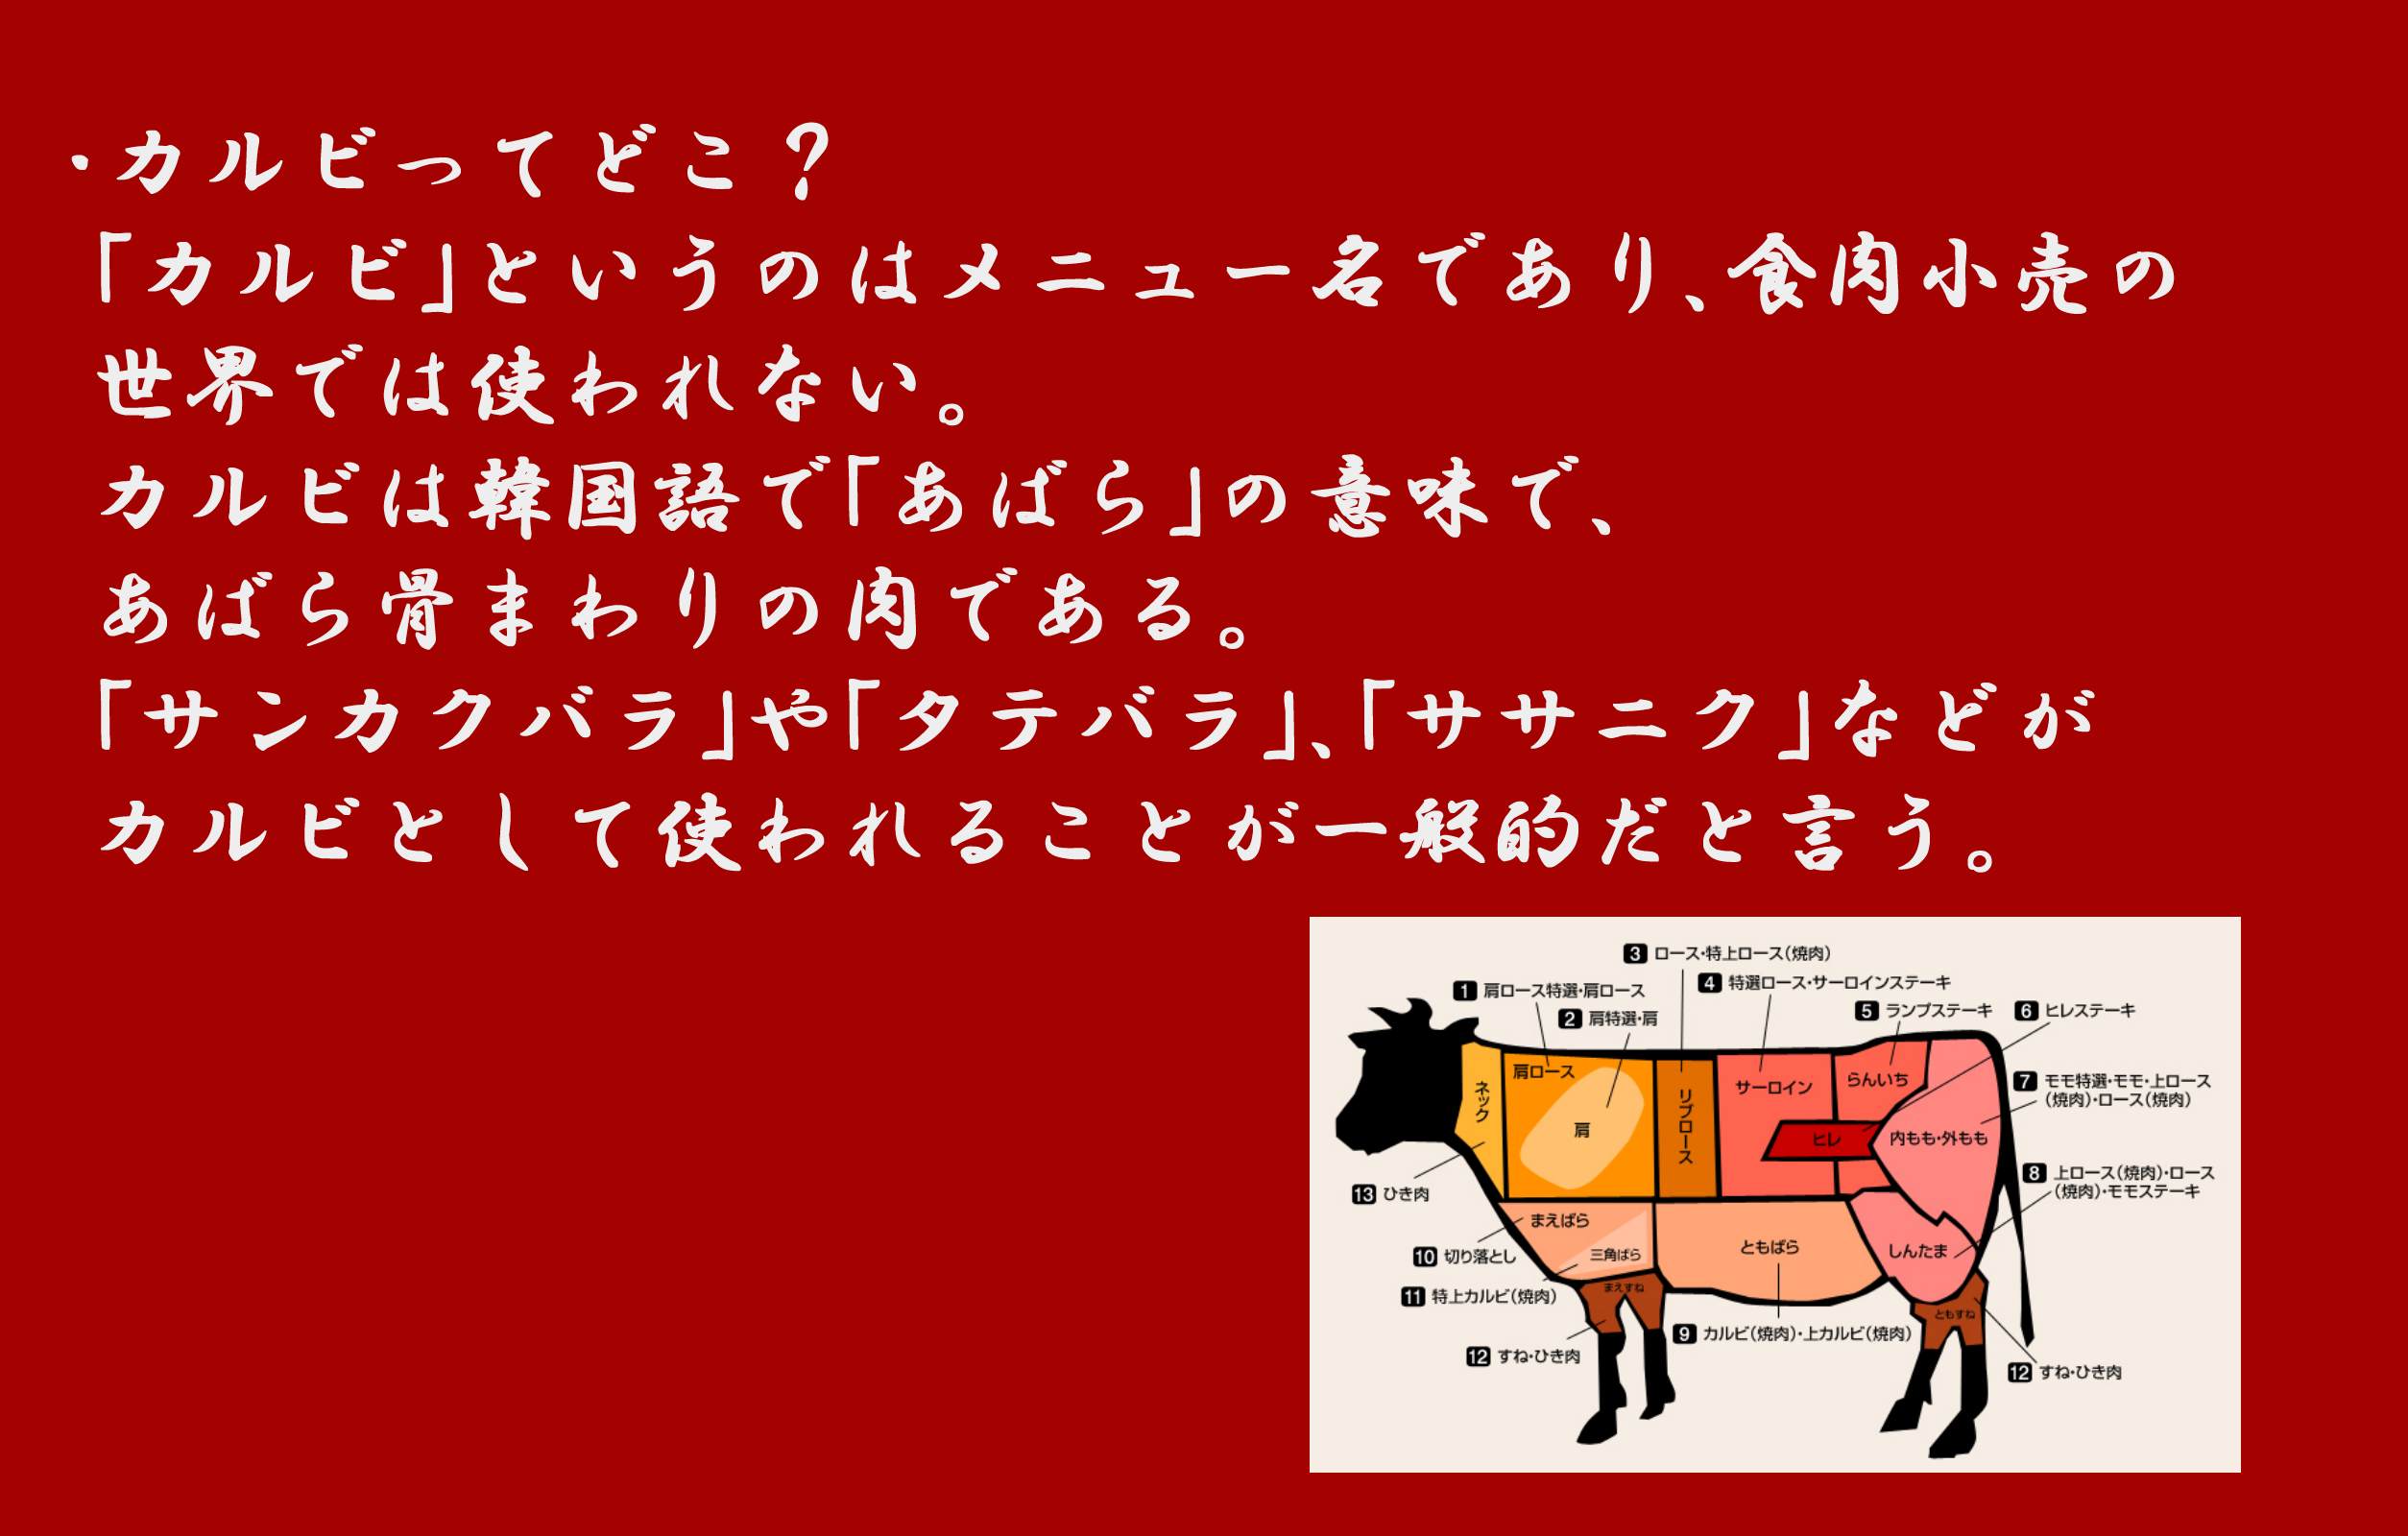 ・カルビってどこ？
「カルビ」というのはメニュー名であり、食肉小売の
世界では使われない。
カルビは韓国語で「あばら」の意味で、
あばら骨まわりの肉である。
「サンカクバラ」や「タテバラ」、「ササニク」などが
カルビとして使われることが一般的だと言う。
3 ロース・特上ロース(焼肉)
1 肩ロース特選・肩ロース
4 特選ロース・サーロインステーキ
2 肩特選・肩
5 ランプステーキ
6 ヒレステーキ
ネック
肩ロース
肩
リブロース
サーロイン
らんいち
ヒレ
内もも・外もも
7 モモ特選・モモ・上ロース
(焼肉)・ロース(焼肉)
8 上ロース(焼肉)・ロース
(焼肉)・モモステーキ
13 ひき肉
まえばら
三角ばら
ともばら
しんたま
10 切り落とし
11 特上カルビ(焼肉)
まえすね
ともすね
9 カルビ(焼肉)・上カルビ(焼肉)
12 すね・ひき肉
12 すね・ひき肉